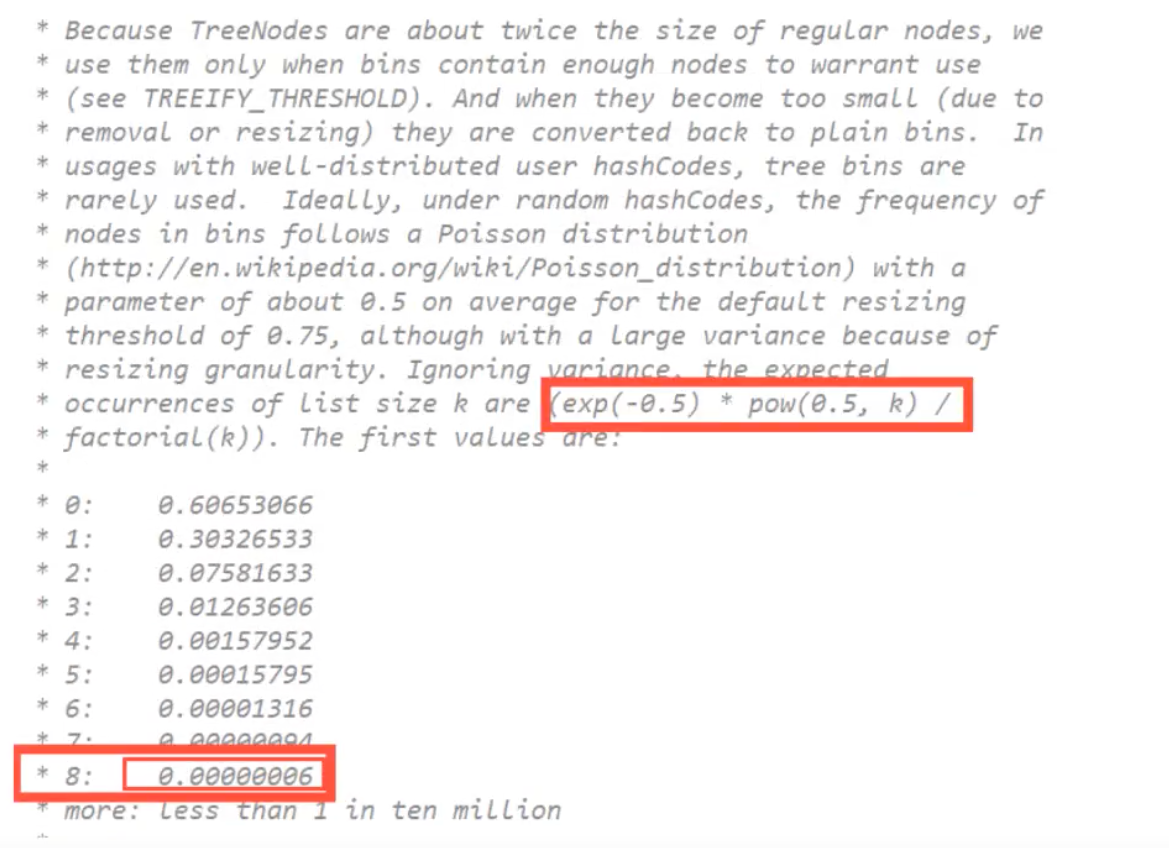 * Because TreeNodes are about twice the size of regular nodes, we
* use them only when bins contain enough nodes to warrant use
* (see TREEIFY_THRESHOLD). And when they become too small (due to
* removal or resizing) they are converted back to plain bins.  In
* usages with well-distributed user hashCodes, tree bins are
* rarely used.  Ideally, under random hashCodes, the frequency of
* nodes in bins follows a Poisson distribution
* (http://en.wikipedia.org/wiki/Poisson_distribution) with a
* parameter of about 0.5 on average for the default resizing
* threshold of 0.75, although with a large variance because of
* resizing granularity. Ignoring variance, the expected
* occurrences of list size k are (exp(-0.5) * pow(0.5, k) /
* factorial(k)). The first values are:
*
* 0:    0.60653066
* 1:    0.30326533
* 2:    0.07581633
* 3:    0.01263606
* 4:    0.00157952
* 5:    0.00015795
* 6:    0.00001316
* 7:    0.00000094
* 8:    0.00000006
* more: less than 1 in ten million
*